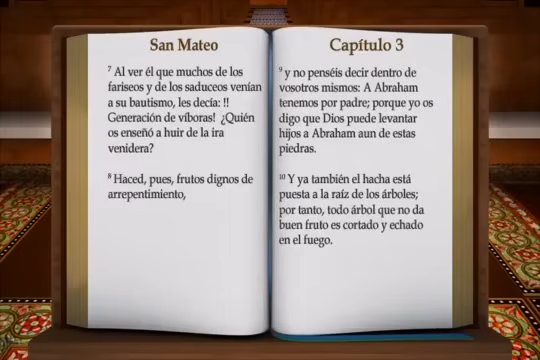 San Mateo
⁷ Al ver él que muchos de los
fariseos y de los saduceos venían
a su bautismo, les decía: !!
Generación de víboras! ¿Quién
os enseñó a huir de la ira
venidera?
⁸ Haced, pues, frutos dignos de
arrepentimiento,
Capítulo 3
⁹ y no penséis decir dentro de
vosotros mismos: A Abraham
tenemos por padre; porque yo os
digo que Dios puede levantar
hijos a Abraham aun de estas
piedras.
¹⁰ Y ya también el hacha está
puesta a la raíz de los árboles;
por tanto, todo árbol que no da
buen fruto es cortado y echado
en el fuego.